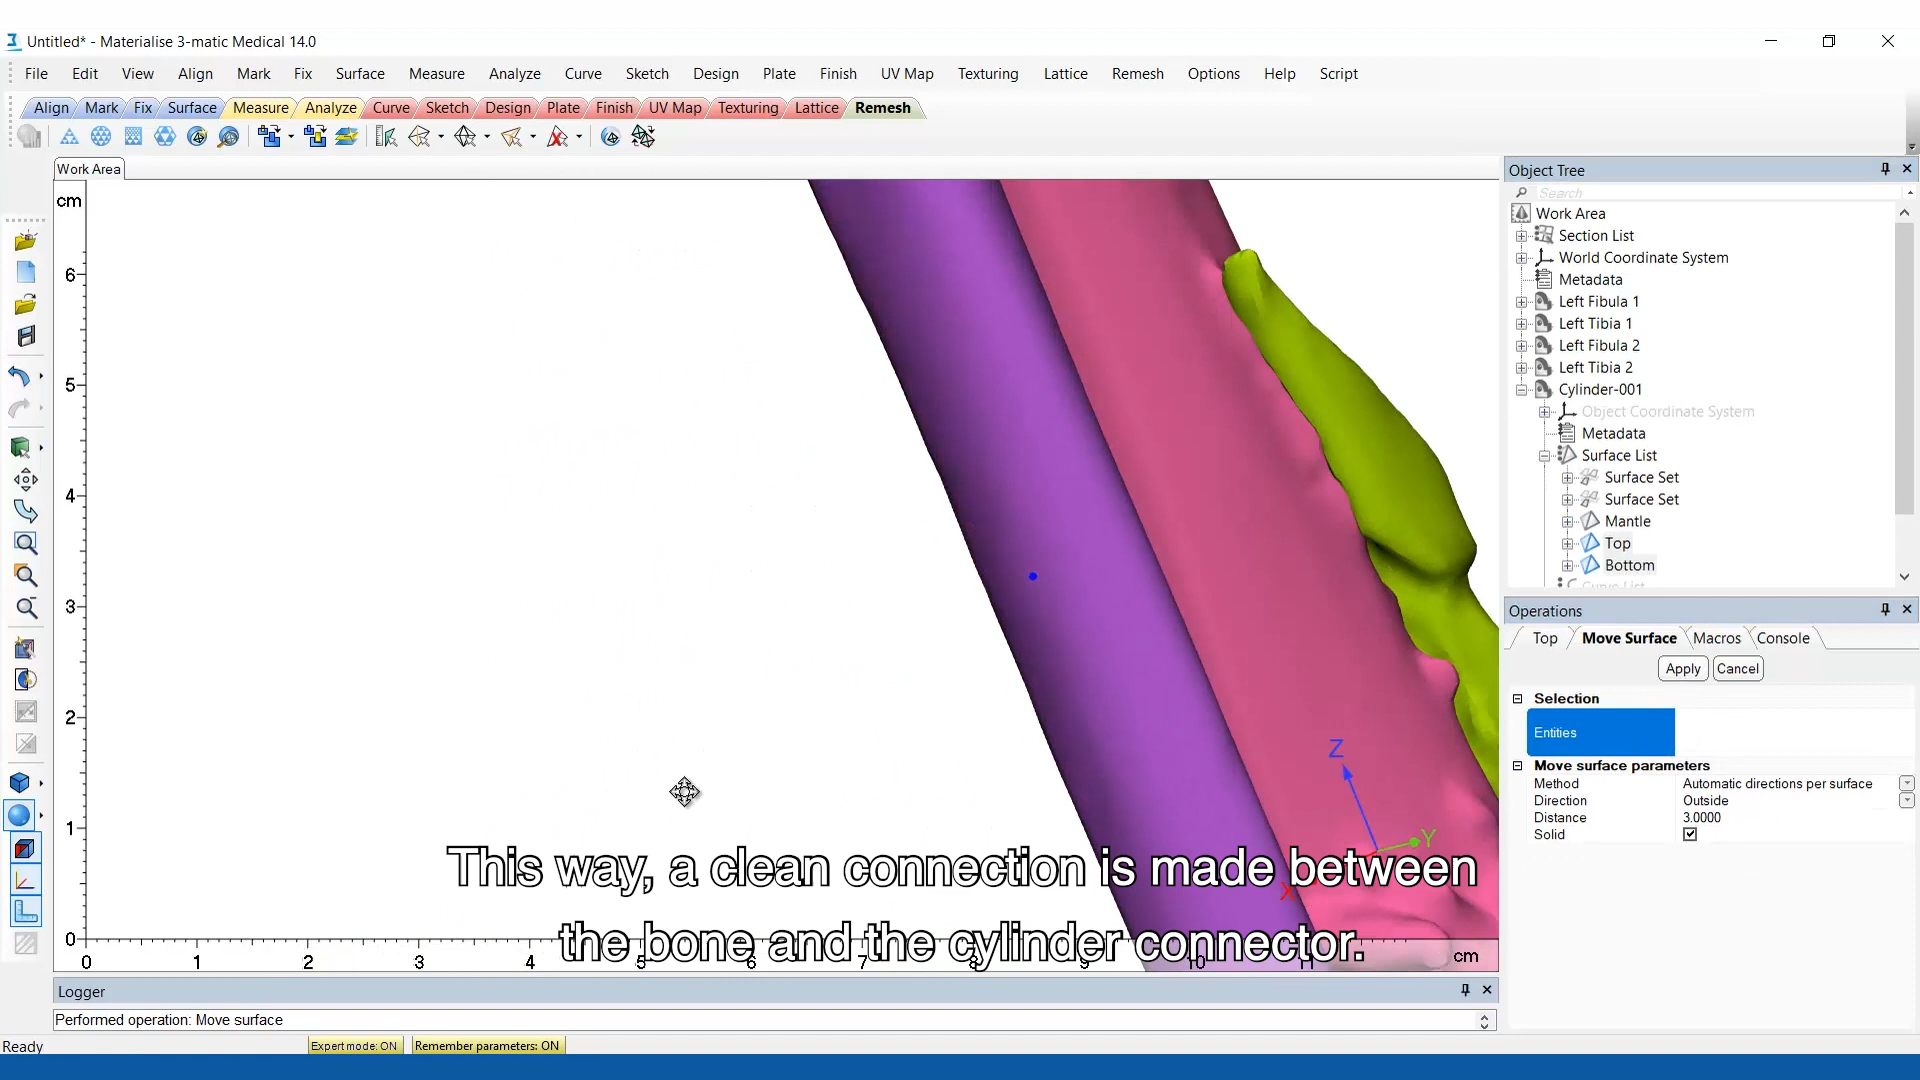 Untitled* - Materialise 3-matic Medical 14.0
File Edit View Align Mark Fix Surface Measure Analyze Curve Sketch Design Plate Finish UV Map Texturing Lattice Remesh Options Help Script
Align Mark Fix Surface Measure Analyze Curve Sketch Design Plate Finish UV Map Texturing Lattice Remesh
Work Area
cm
6
5
4
3
2
1
0
0 1 2 3 4 5 6 7 8 9 10 11 cm
Z
Y
X
This way, a clean connection is made between
the bone and the cylinder connector.
Object Tree
Search
Work Area
Section List
World Coordinate System
Metadata
Left Fibula 1
Left Tibia 1
Left Fibula 2
Left Tibia 2
Cylinder-001
Object Coordinate System
Metadata
Surface List
Surface Set
Surface Set
Mantle
Top
Bottom
Curve List
Operations
Top Move Surface Macros Console
Apply Cancel
Selection
Entities
Move surface parameters
Method Automatic directions per surface
Direction Outside
Distance 3.0000
Solid
Logger
Performed operation: Move surface
Ready Expert mode: ON Remember parameters: ON